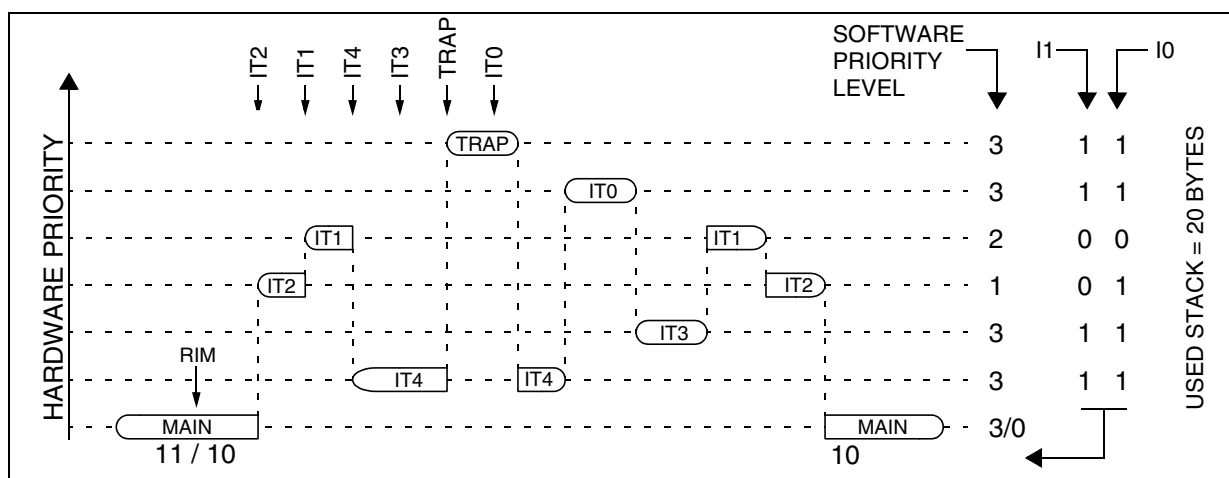 IT2
IT1
IT4
IT3
TRAP
IT0
SOFTWARE
PRIORITY
LEVEL
I1
I0
HARDWARE PRIORITY
TRAP
3
1 1
IT0
3
1 1
IT1
IT1
2
0 0
IT2
IT2
1
0 1
IT3
3
1 1
RIM
IT4
IT4
3
1 1
MAIN
MAIN
3/0
11 / 10
10
USED STACK = 20 BYTES